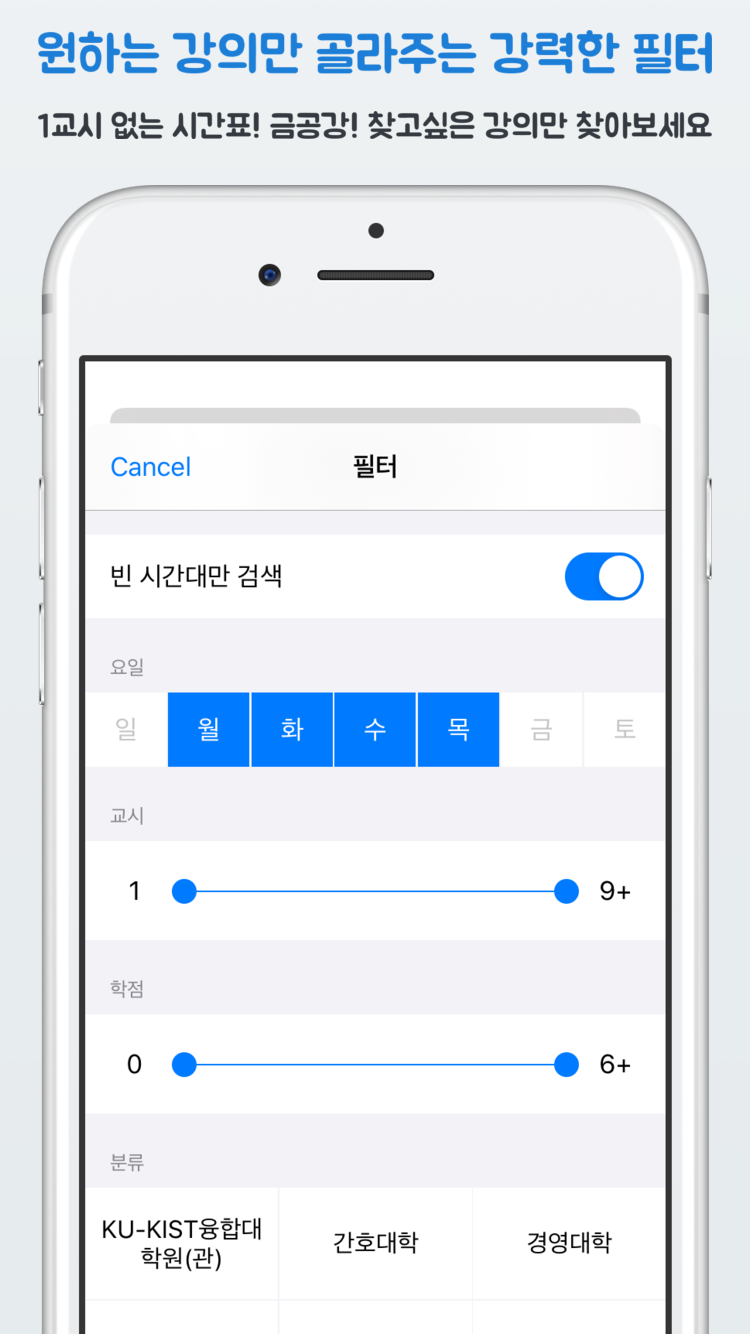 원하는 강의만 골라주는 강력한 필터
1교시 없는 시간표! 금공강! 찾고싶은 강의만 찾아보세요
Cancel 필터
빈 시간대만 검색
요일
일 월 화 수 목 금 토
교시
1 9+
학점
0 6+
분류
KU-KIST융합대
학원(관)
간호대학
경영대학